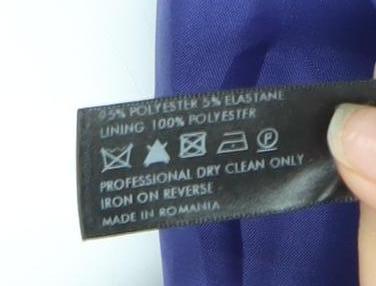 95% POLYESTER 5% ELASTANE
LINING 100% POLYESTER
P
PROFESSIONAL DRY CLEAN ONLY
IRON ON REVERSE
MADE IN ROMANIA